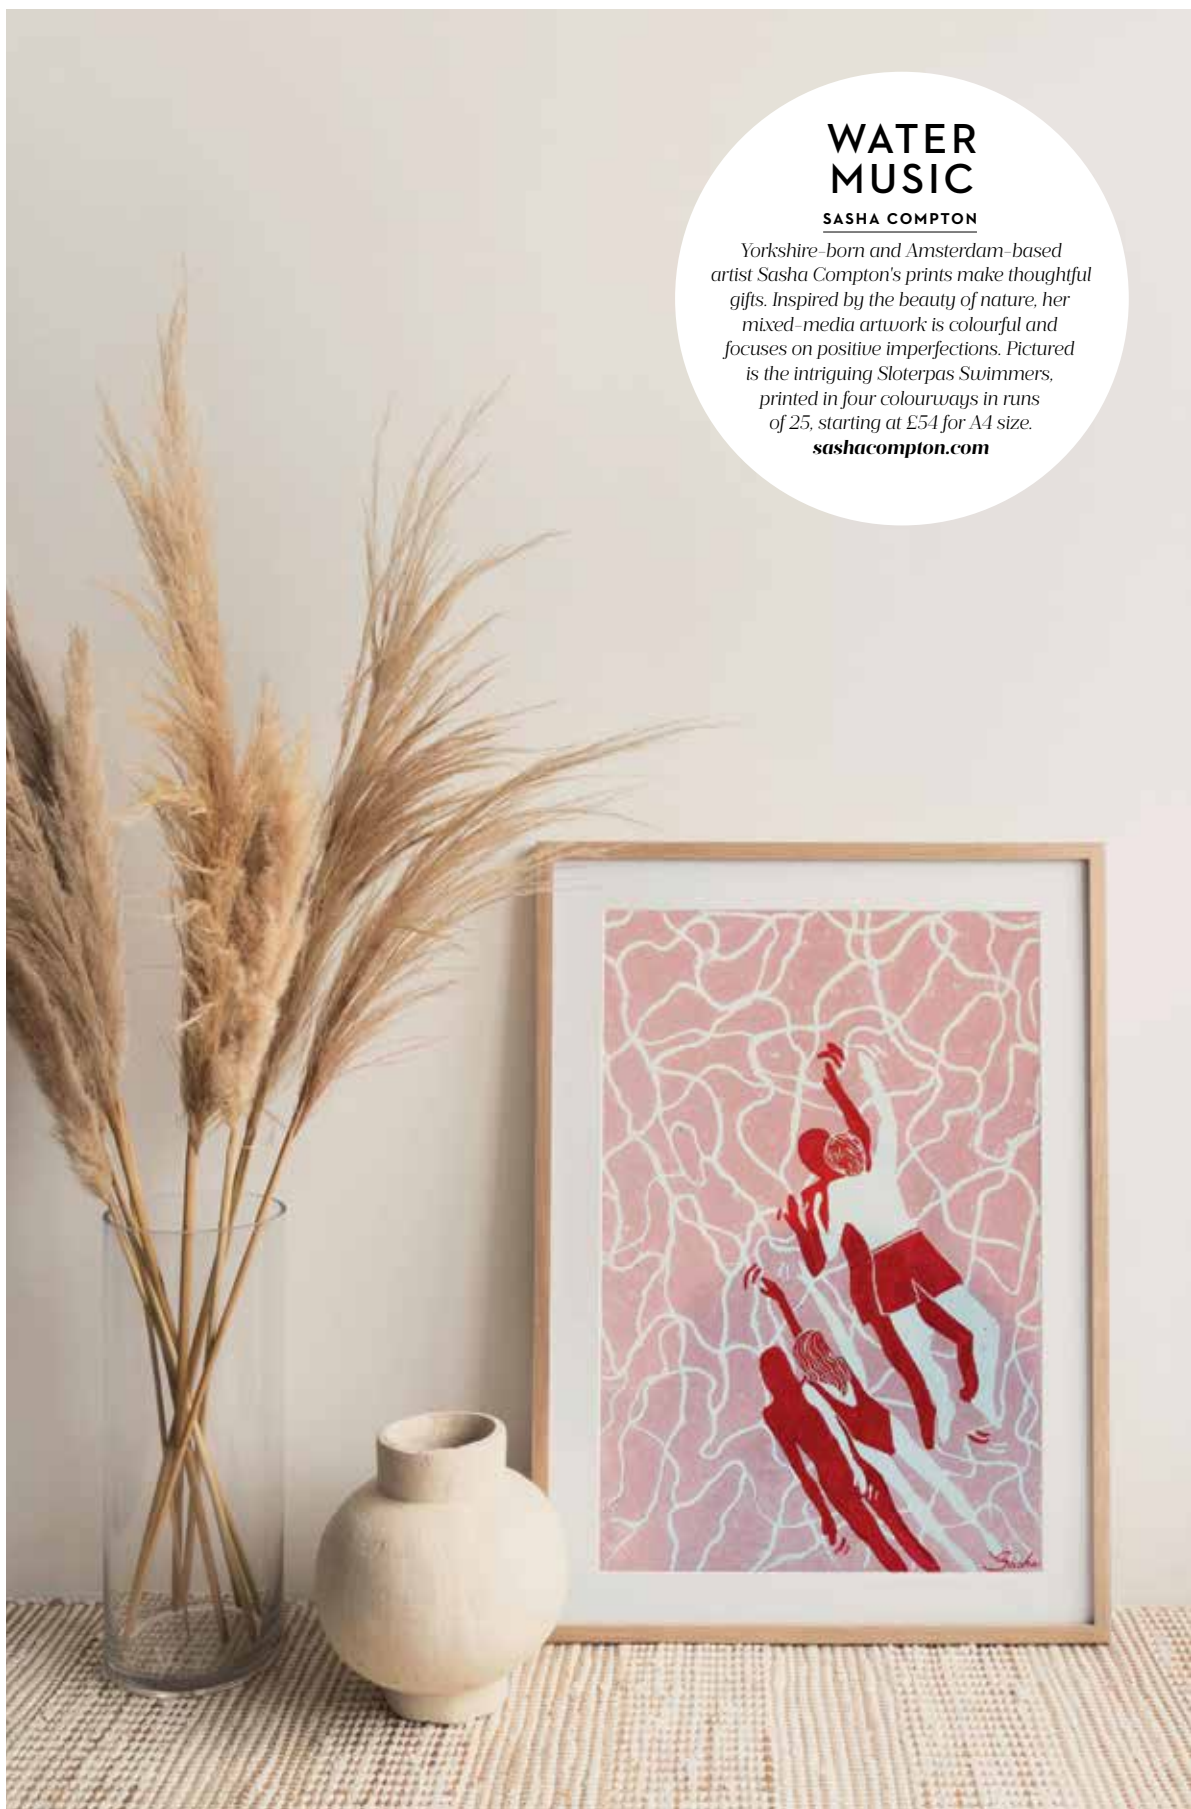 WATER
MUSIC
SASHA COMPTON
Yorkshire-born and Amsterdam-based
artist Sasha Compton's prints make thoughtful
gifts. Inspired by the beauty of nature, her
mixed-media artwork is colourful and
focuses on positive imperfections. Pictured
is the intriguing Sloterpas Swimmers,
printed in four colourways in runs
of 25, starting at £54 for A4 size.
sashacompton.com
Sasha